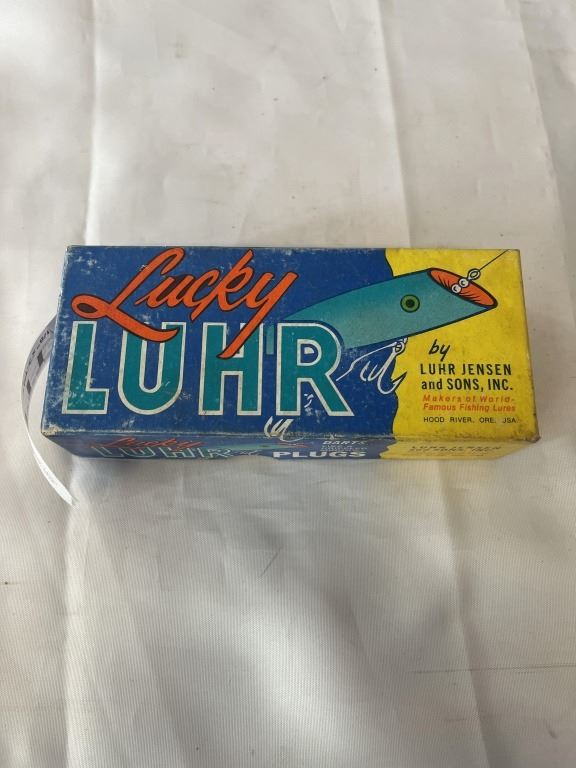 Lucky
LUHR's
by
LUHR JENSEN
and SONS, INC.
Makers of World-
Famous Fishing Lures
HOOD RIVER, ORE. USA
Lucky
LUHR
PLUGS
DARTS